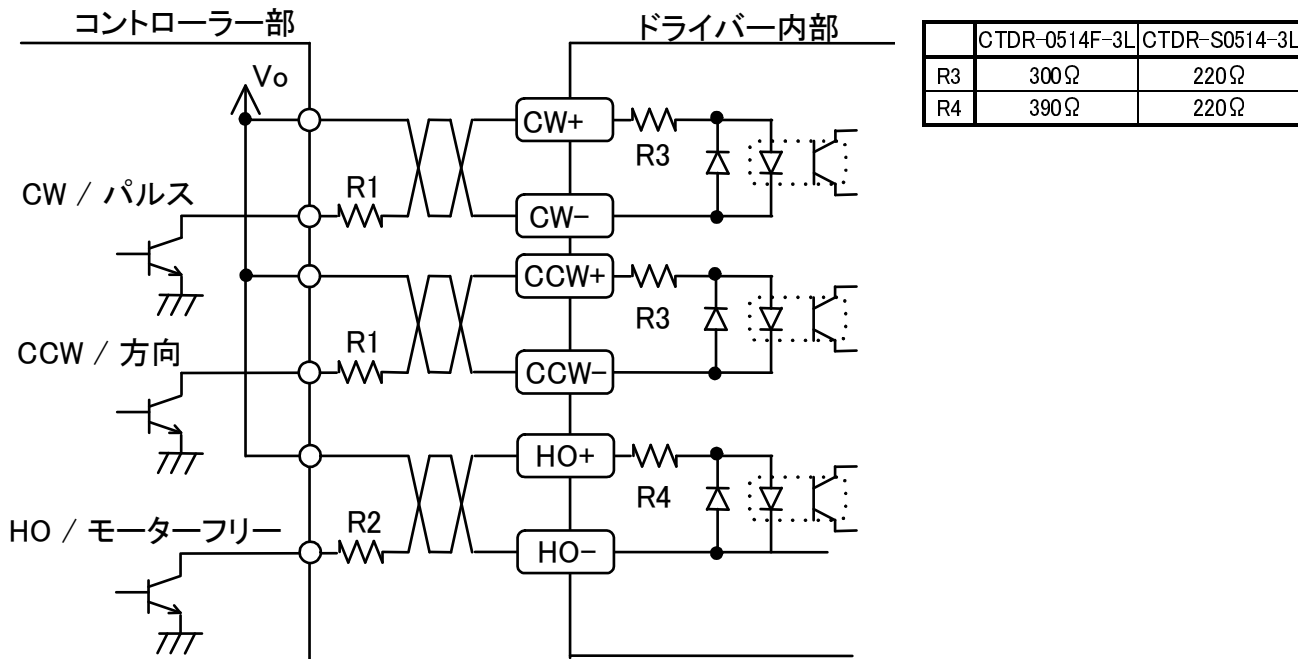 コントローラー部
ドライバー内部
CTDR-0514F-3L CTDR-S0514-3L
R3 300Ω 220Ω
R4 390Ω 220Ω
Vo
CW+
R3
CW / パルス
R1
CW-
CCW+
R3
CCW / 方向
R1
CCW-
HO+
R4
HO / モーターフリー
R2
HO-